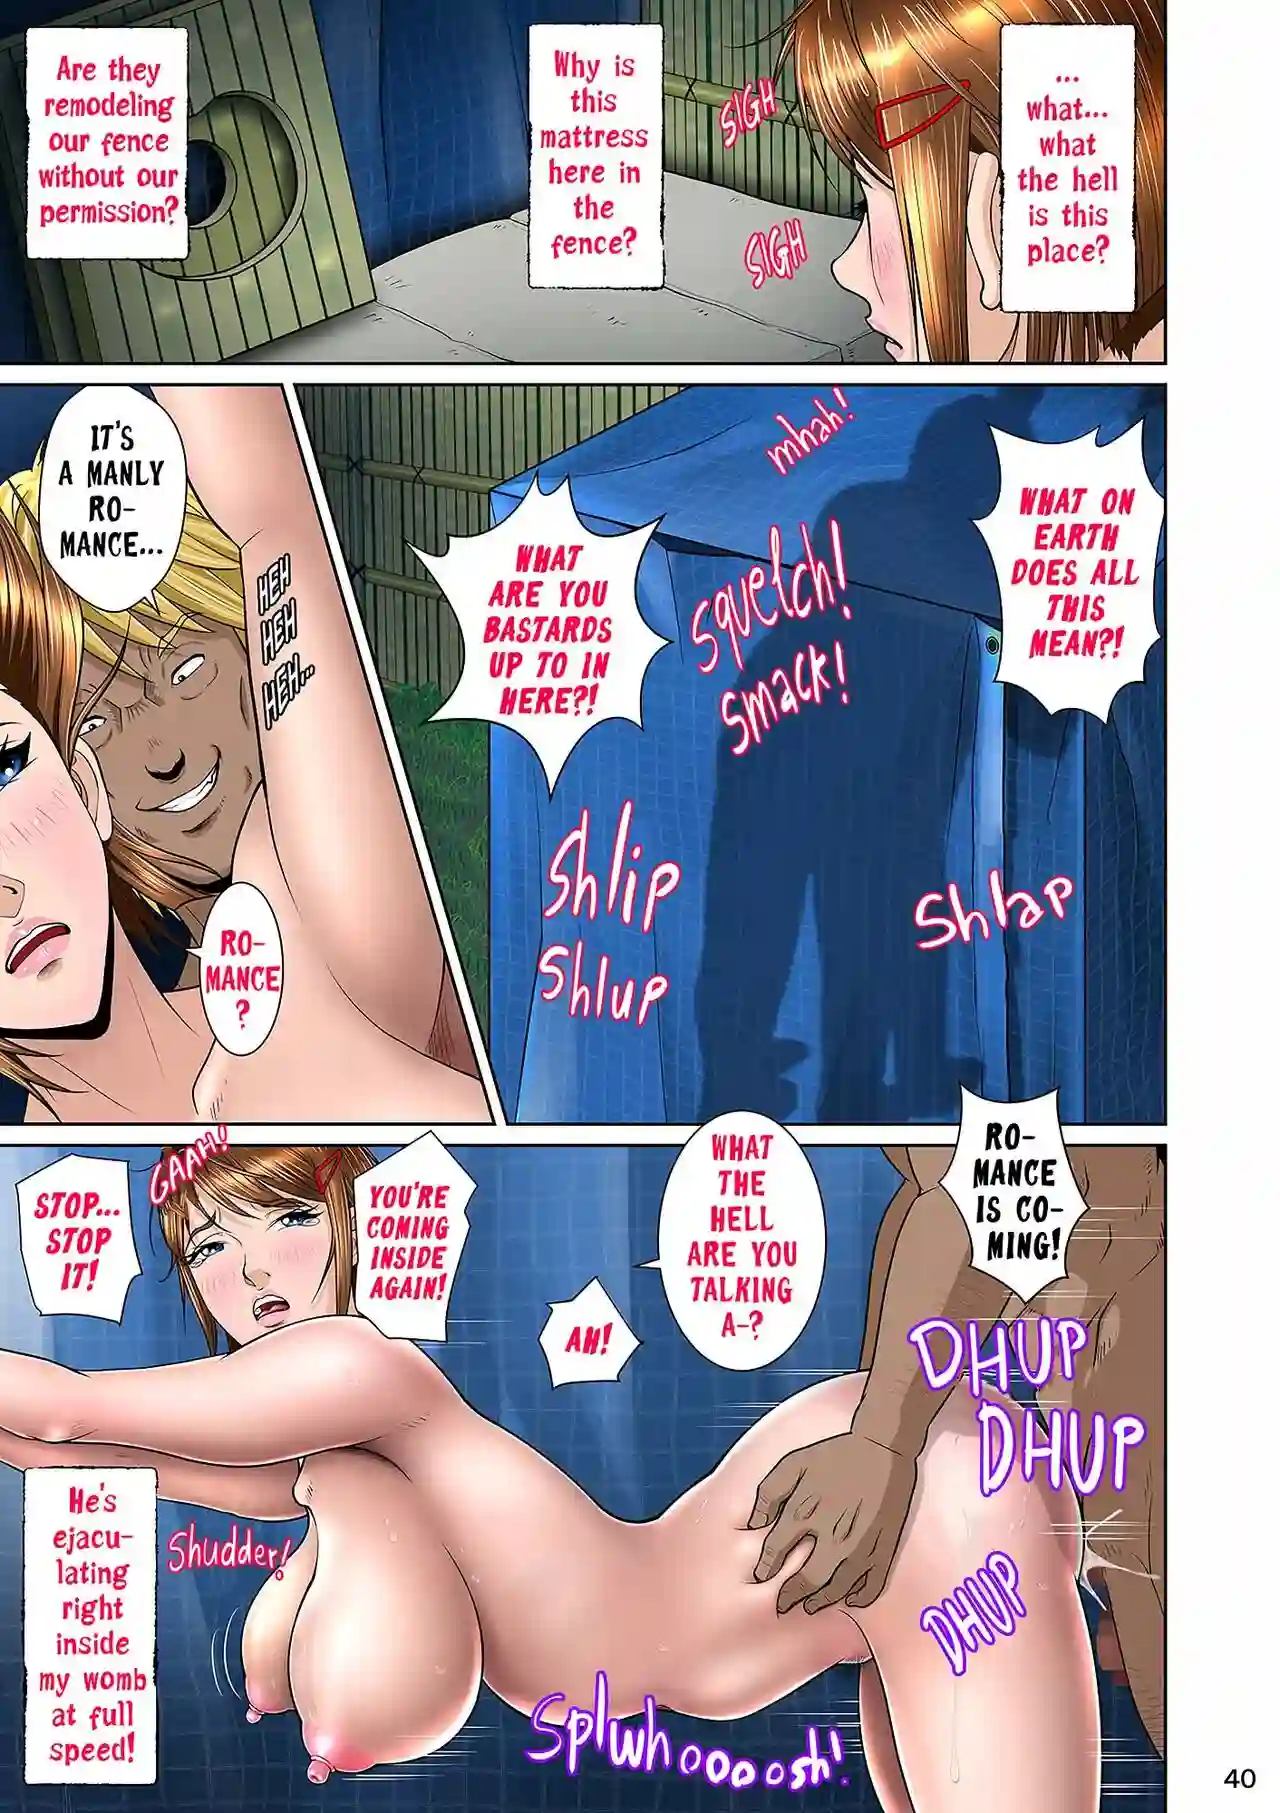 ...
what...
what
the hell
is this
place?
SIGH
SIGH
Why is
this
mattress
here in
the
fence?
Are they
remodeling
our fence
without our
permission?
WHAT ON
EARTH
DOES ALL
THIS
MEAN?!
mhah!
Squelch!
Smack!
WHAT
ARE YOU
BASTARDS
UP TO IN
HERE?!
Shlip
Shlup
Shlap
IT'S
A MANLY
RO-
MANCE...
HEH
HEH
HEH...
RO-
MANCE
?
RO-
MANCE
IS CO-
MING!
WHAT
THE
HELL
ARE YOU
TALKING
A-?
DHUP
DHUP
DHUP
AH!
YOU'RE
COMING
INSIDE
AGAIN!
GAAH!
STOP...
STOP
IT!
Shudder!
Splwhoooosh!
He's
ejacu-
lating
right
inside
my womb
at full
speed!
40